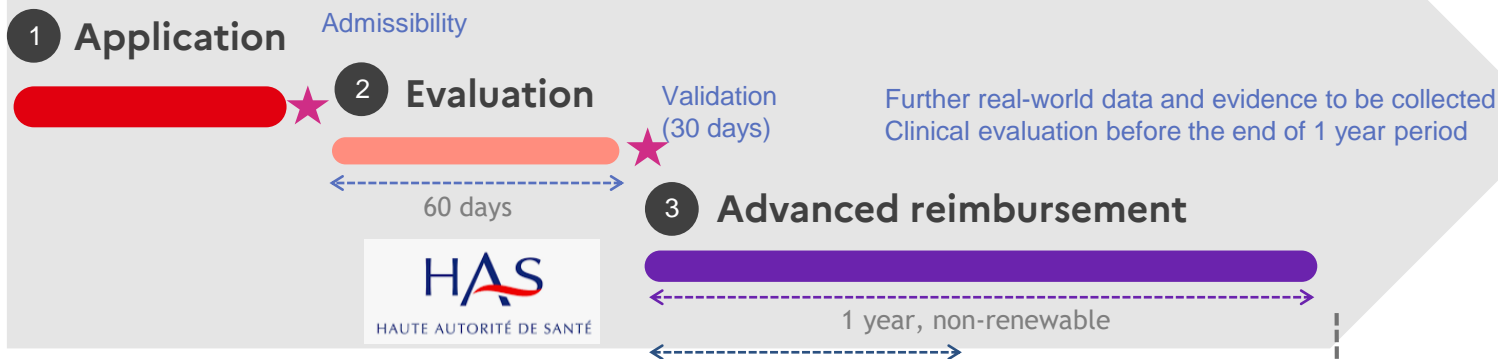 1 Application
Admissibility
2 Evaluation
Validation
(30 days)
Further real-world data and evidence to be collected
Clinical evaluation before the end of 1 year period
60 days
3 Advanced reimbursement
HAS
HAUTE AUTORITÉ DE SANTÉ
1 year, non-renewable